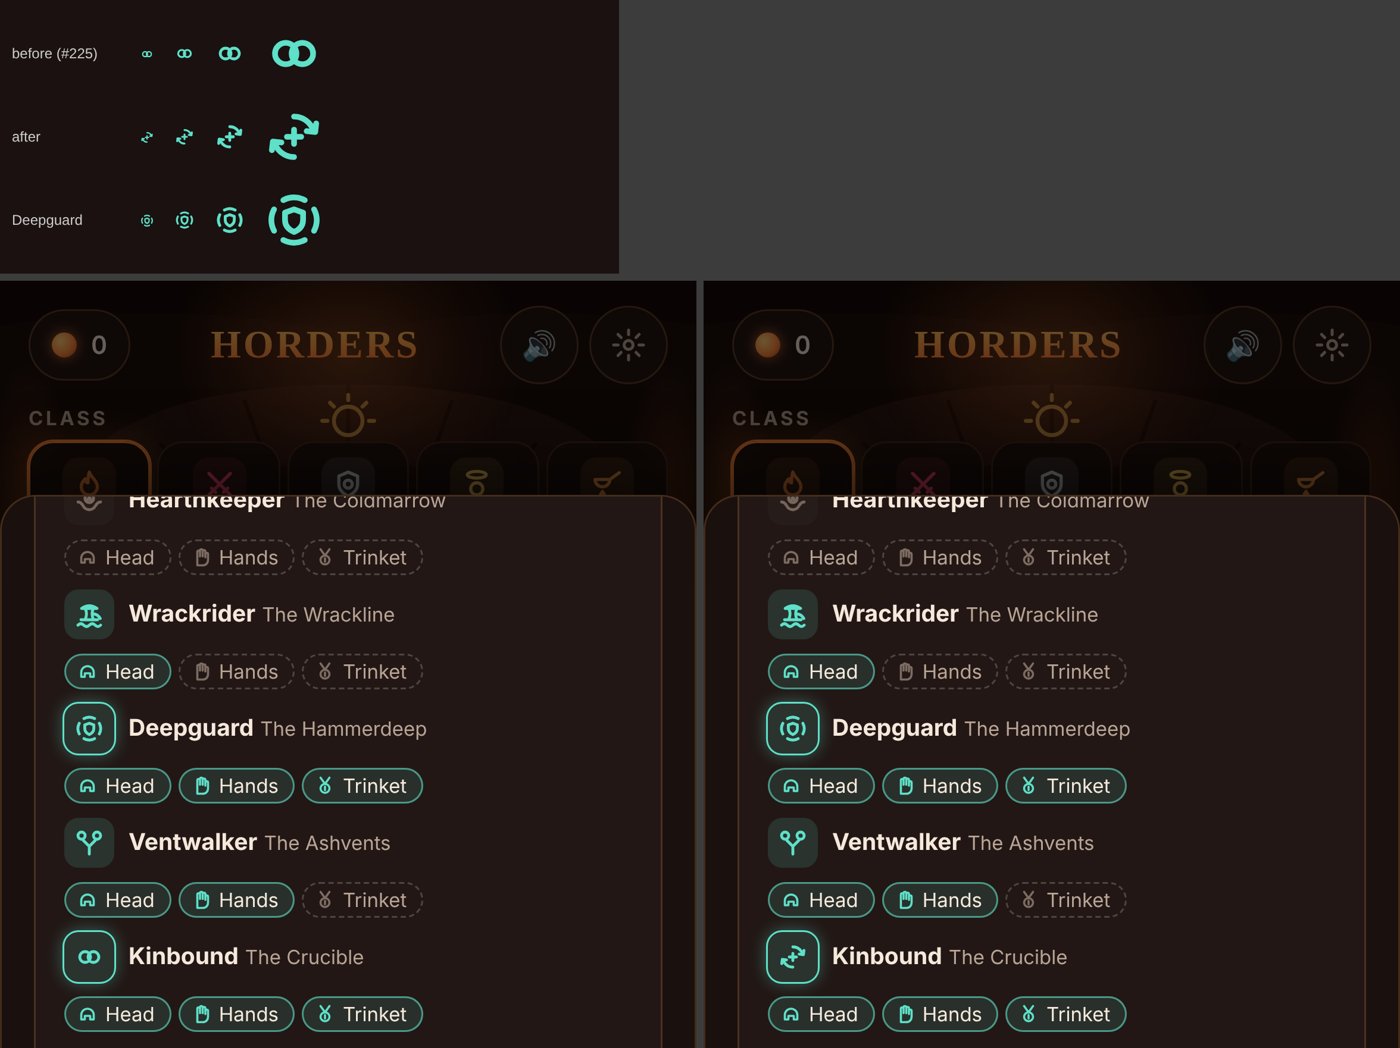 before (#225)
after
Deepguard
0 HORDERS
CLASS
Hearthkeeper The Coldmarrow
Head Hands Trinket
Wrackrider The Wrackline
Head Hands Trinket
Deepguard The Hammerdeep
Head Hands Trinket
Ventwalker The Ashvents
Head Hands Trinket
Kinbound The Crucible
Head Hands Trinket
0 HORDERS
CLASS
Hearthkeeper The Coldmarrow
Head Hands Trinket
Wrackrider The Wrackline
Head Hands Trinket
Deepguard The Hammerdeep
Head Hands Trinket
Ventwalker The Ashvents
Head Hands Trinket
Kinbound The Crucible
Head Hands Trinket